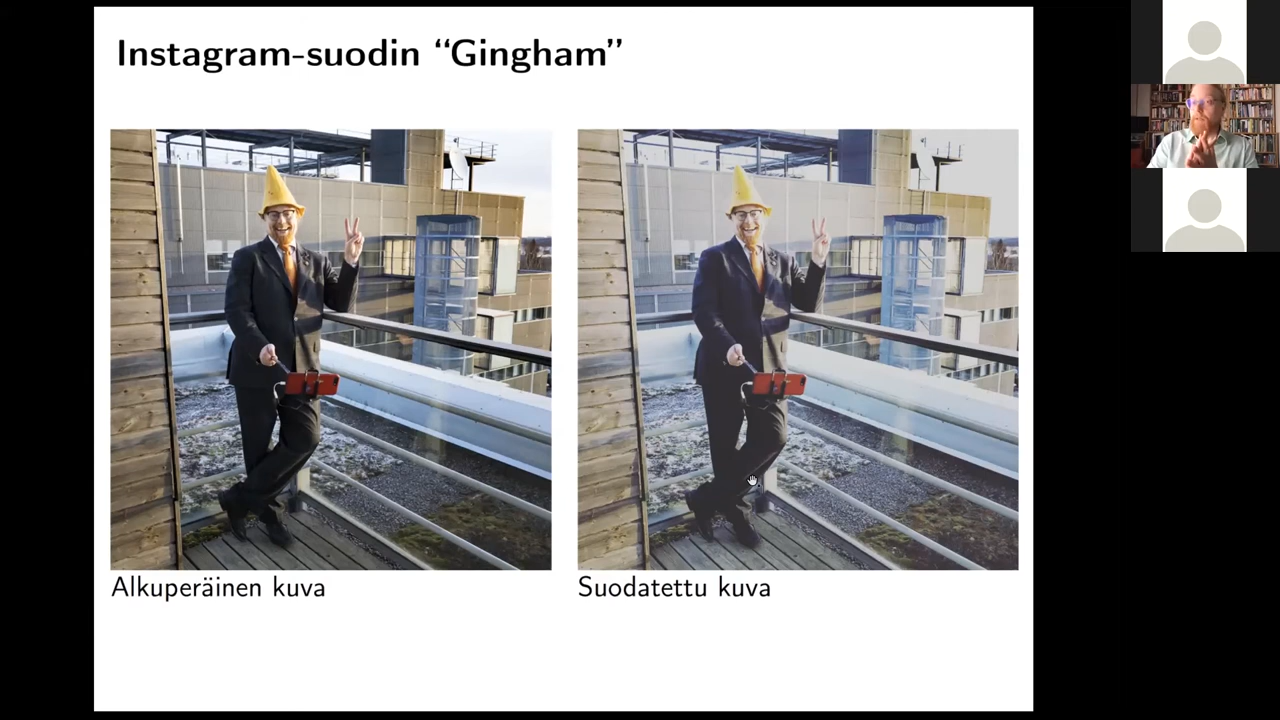 Instagram-suodin “Gingham”
Alkuperäinen kuva
Suodatettu kuva